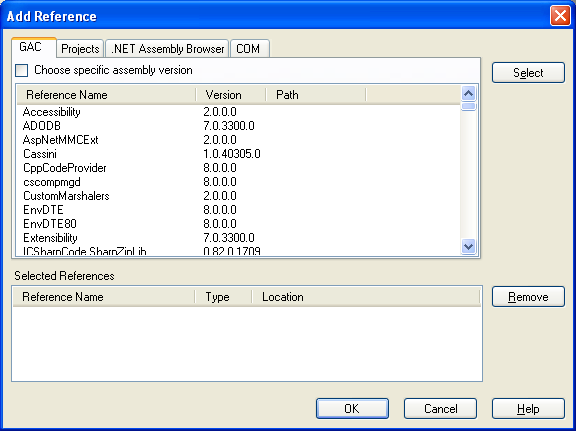 Add Reference
GAC Projects .NET Assembly Browser COM
Choose specific assembly version
Select
Reference Name Version Path
Accessibility 2.0.0.0
ADODB 7.0.3300.0
AspNetMMCExt 2.0.0.0
Cassini 1.0.40305.0
CppCodeProvider 8.0.0.0
cscompmgd 8.0.0.0
CustomMarshalers 2.0.0.0
EnvDTE 8.0.0.0
EnvDTE80 8.0.0.0
Extensibility 7.0.3300.0
ICSharpCode.SharpZipLib 0.82.0.1709
Selected References
Reference Name Type Location
Remove
OK Cancel Help